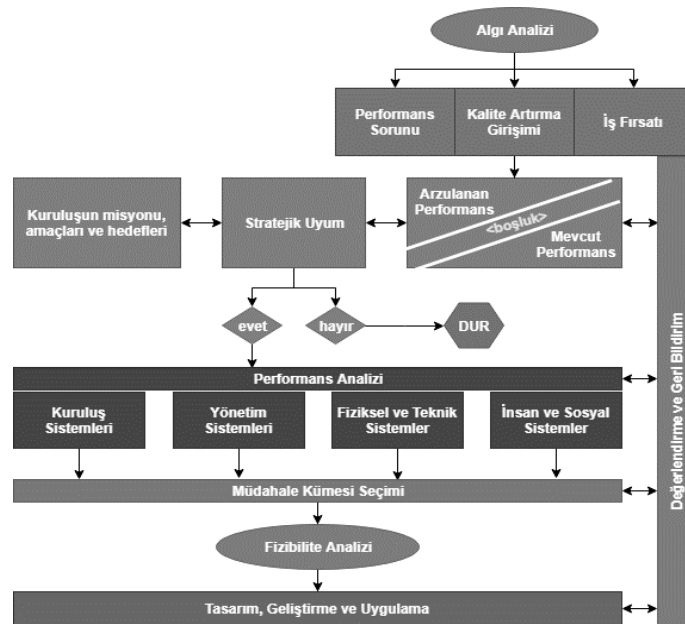 Algı Analizi
Performans
Sorunu
Kalite Artırma
Girişimi
İş Fırsatı
Kuruluşun misyonu,
amaçları ve hedefleri
Stratejik Uyum
Arzulanan
Performans
<boşluk>
Mevcut
Performans
evet
hayır
DUR
Performans Analizi
Kuruluş
Sistemleri
Yönetim
Sistemleri
Fiziksel ve Teknik
Sistemler
İnsan ve Sosyal
Sistemler
Müdahale Kümesi Seçimi
Fizibilite Analizi
Tasarım, Geliştirme ve Uygulama
Değerlendirme ve Geri Bildirim